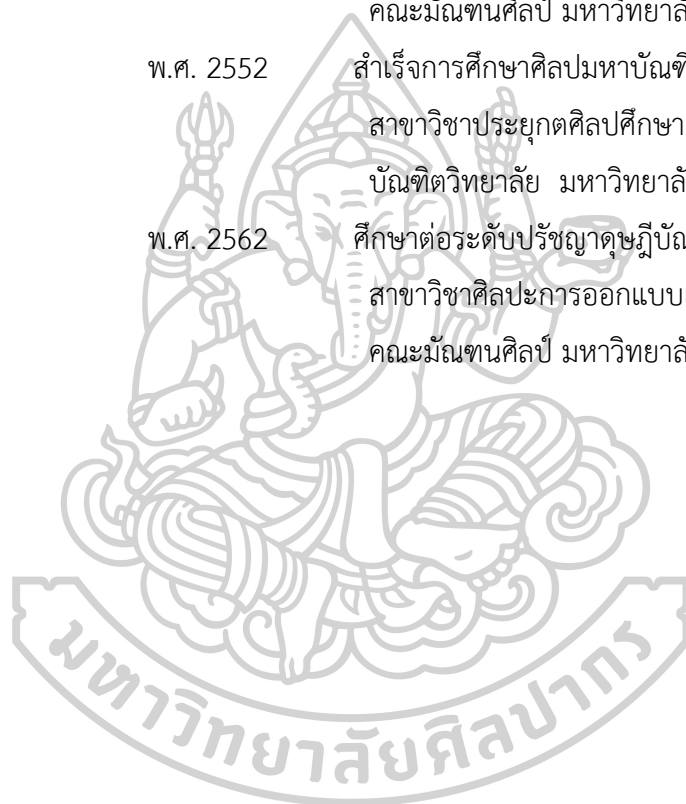 คณะมัณฑนศิลป์ มหาวิทยาลั
พ.ศ. 2552 สำเร็จการศึกษาศิลปมหาบัณฑิ
สาขาวิชาประยุกตศิลปศึกษา
บัณฑิตวิทยาลัย มหาวิทยาลั
พ.ศ. 2562 ศึกษาต่อระดับปรัชญาดุษฎีบัณ
สาขาวิชาศิลปะการออกแบบ
คณะมัณฑนศิลป์ มหาวิทยาลั
มหาวิทยาลัยศิลปากร